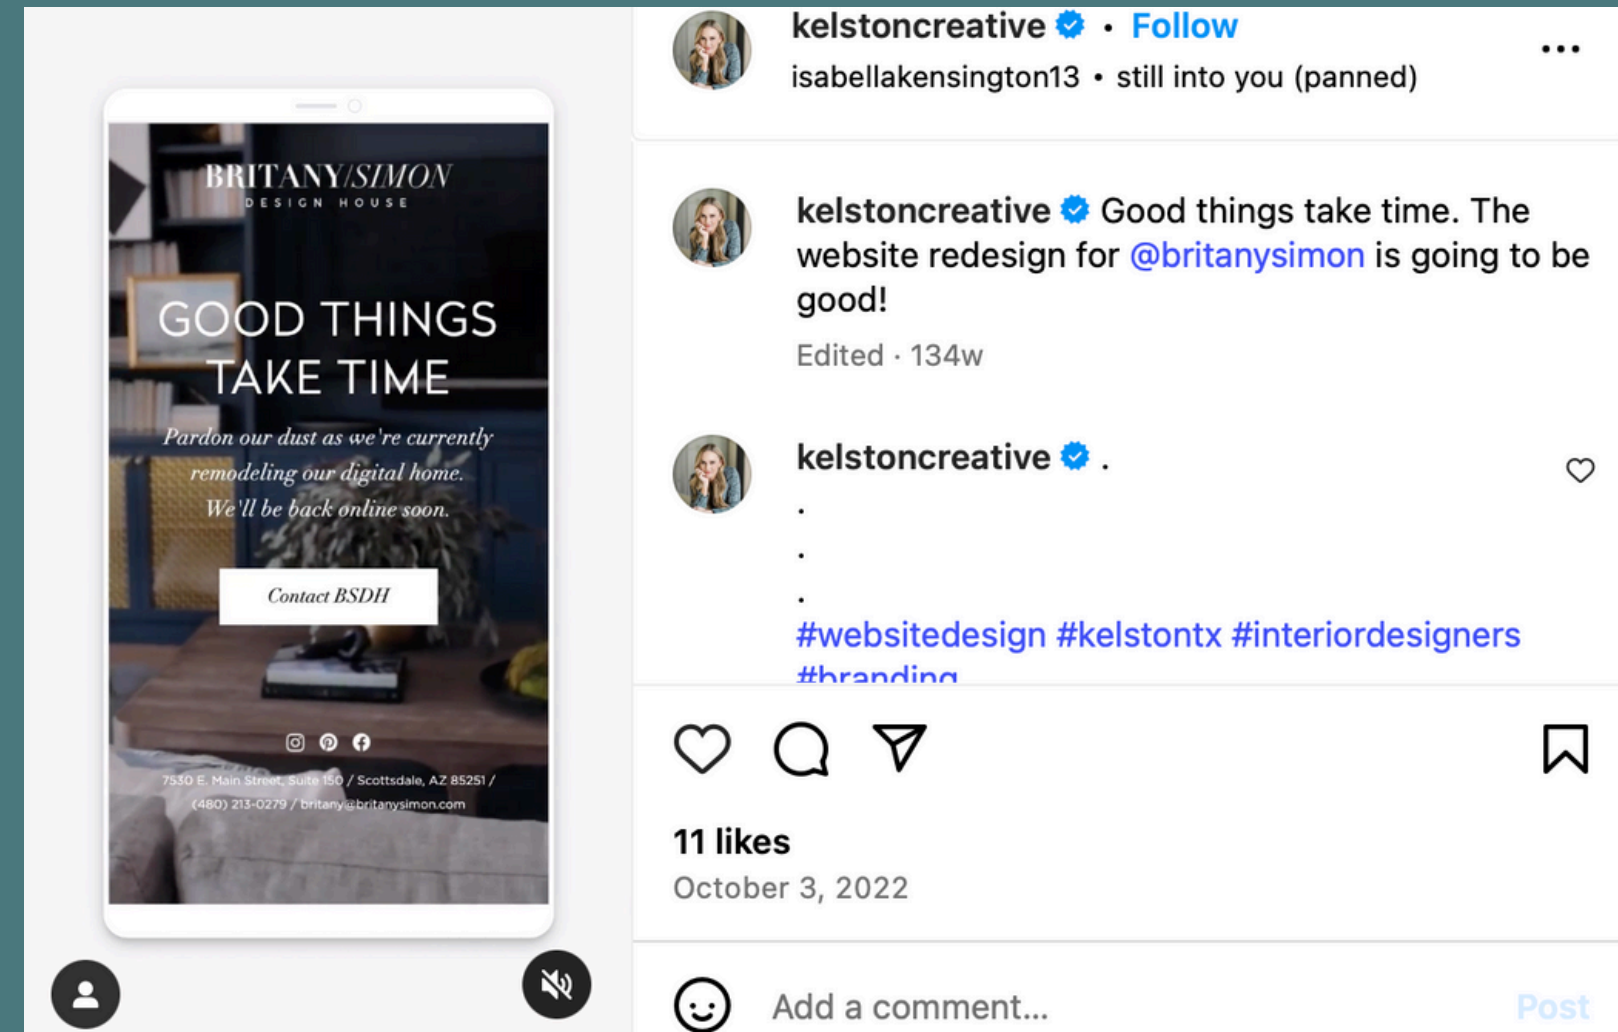 BRITANY/SIMON
DESIGN HOUSE
GOOD THINGS
TAKE TIME
Pardon our dust as we're currently
remodeling our digital home.
We'll be back online soon.
Contact BSDH
7530 E. Main Street, Suite 150 / Scottsdale, AZ 85251 /
(480) 213-0279 / britany@britanysimon.com
kelstoncreative • Follow
isabellakensington13 • still into you (panned)
kelstoncreative Good things take time. The
website redesign for @britanysimon is going to be
good!
Edited · 134w
kelstoncreative .
.
.
.
#websitedesign #kelstontx #interiordesigners
#branding
11 likes
October 3, 2022
Add a comment...
Post